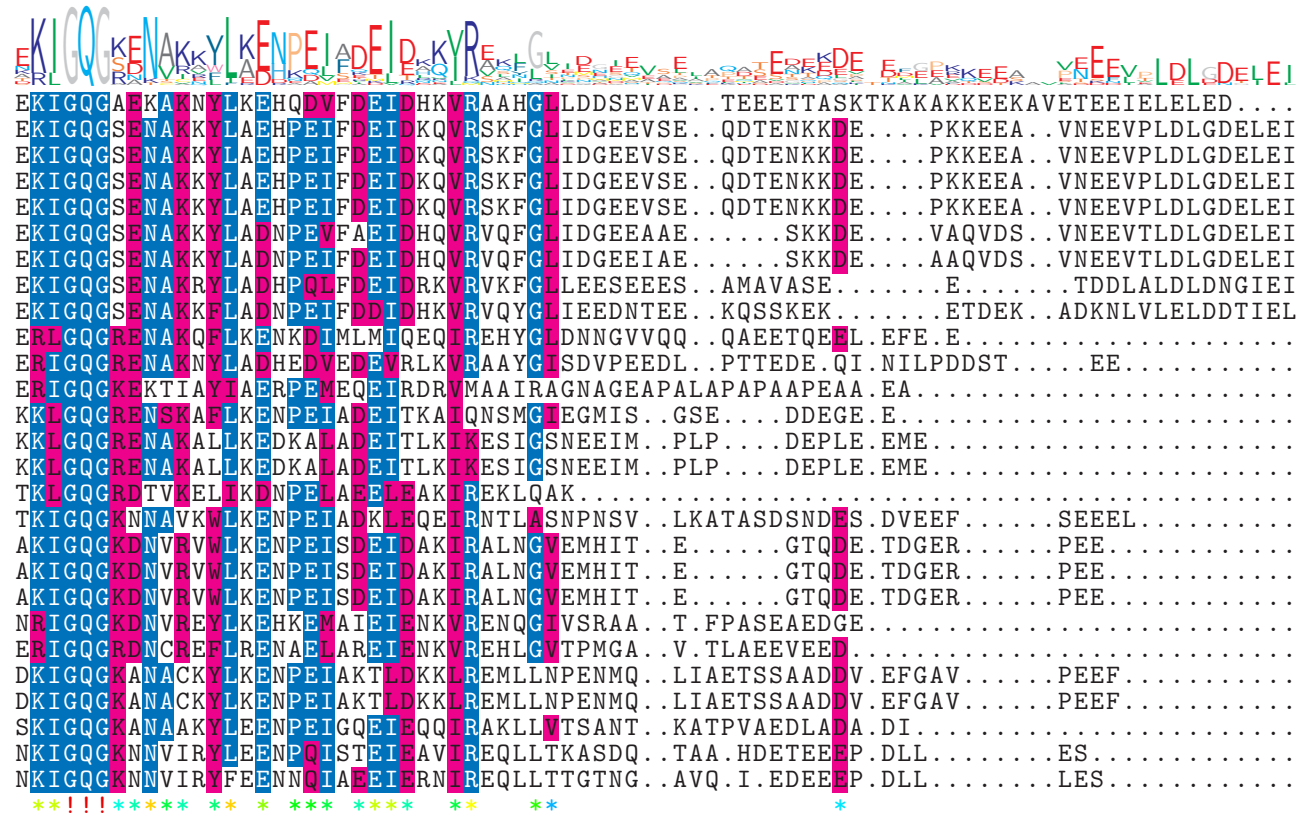 EKIGQGAEKAKNYLKEHQDVFDEIDHKVRAAHGLLDDSEVAE..TEEETTASKTKAKAKKEEKAVETEEIELELED....
EKIGQGSENAKKYLAEHPEIFDEIDKQVRSKFGLIDGEEVSE..QDTENKKDE....PKKEEA..VNEEVPLDLGDELEI
EKIGQGSENAKKYLAEHPEIFDEIDKQVRSKFGLIDGEEVSE..QDTENKKDE....PKKEEA..VNEEVPLDLGDELEI
EKIGQGSENAKKYLAEHPEIFDEIDKQVRSKFGLIDGEEVSE..QDTENKKDE....PKKEEA..VNEEVPLDLGDELEI
EKIGQGSENAKKYLAEHPEIFDEIDKQVRSKFGLIDGEEVSE..QDTENKKDE....PKKEEA..VNEEVPLDLGDELEI
EKIGQGSENAKKYLADNPEVFAEIDHQVRVQFGLIDGEEAAE......SKKDE....VAQVDS..VNEEVTLDLGDELEI
EKIGQGSENAKKYLADNPEIFDEIDHQVRVQFGLIDGEEIAE......SKKDE....AAQVDS..VNEEVTLDLGDELEI
EKIGQGSENAKRYLADHPQLFDEIDRKVRVKFGLLEESEEES..AMAVASE.......E.......TDDLALDLDNGIEI
EKIGQGSENAKKFLADNPEIFDDIDHKVRVQYGLIEEDNTEE..KQSSKEK.......ETDEK..ADKNLVLELDDTIEL
ERLGQGRENAKQFLKENKDIMLMIQEQIREHYGLDNNGVVQQ..QAEETQEEL.EFE.E.....................
ERIGQGRENAKNYLADHEDVEDEVRLKVRAAYGISDVPEEDL..PTTEDE.QI.NILPDDST.....EE...........
ERIGQGKEKTIAYIAERPEMEQEIRDRVMAAIRAGNAGEAPALAPAPAAPEAA.EA........................
KKLGQGRENSKAFLKENPEIADEITKAIQNSMGIEGMIS..GSE....DDEGE.E.........................
KKLGQGRENAKALLKEDKALADEITLKIKESIGSNEEIM..PLP....DEPLE.EME.......................
KKLGQGRENAKALLKEDKALADEITLKIKESIGSNEEIM..PLP....DEPLE.EME.......................
TKLGQGRDTVKELIKDNPELAEELEAKIREKLQAK.............................................
TKIGQGKNNAVKWLKENPEIADKLEQEIRNTLASNPNSV..LKATASDSNDES.DVEEF......SEEEL..........
AKIGQGKDNVRVWLKENPEISDEIDAKIRALNGVEMHIT..E......GTQDE.TDGER......PEE............
AKIGQGKDNVRVWLKENPEISDEIDAKIRALNGVEMHIT..E......GTQDE.TDGER......PEE............
AKIGQGKDNVRVWLKENPEISDEIDAKIRALNGVEMHIT..E......GTQDE.TDGER......PEE............
NRIGQGKDNVREYLKEHKEMAIEIENKVRENQGIVSRAA..T.FPASEAEDGE...........................
ERIGQGRDNCREFLRENAELAREIENKVREHLGVTPMGA..V.TLAEEVEED............................
DKIGQGKANACKYLKENPEIAKTLDKKLREMLLNPENMQ..LIAETSSAADDV.EFGAV......PEEF...........
DKIGQGKANACKYLKENPEIAKTLDKKLREMLLNPENMQ..LIAETSSAADDV.EFGAV......PEEF...........
SKIGQGKANAAKYLEENPEIGQEIEQQIRAKLLVTSANT..KATPVAEDLADA.DI........................
NKIGQGKNNVIRYLEENPQISTEIEAVIREQLLTKASDQ..TAA.HDETEEEP.DLL........ES.............
NKIGQGKNNVIRYFEENNQIAEEIERNIREQLLTTGTNG..AVQ.I.EDEEEP.DLL........LES............
**!!!***** ** * *** **** ** ** *